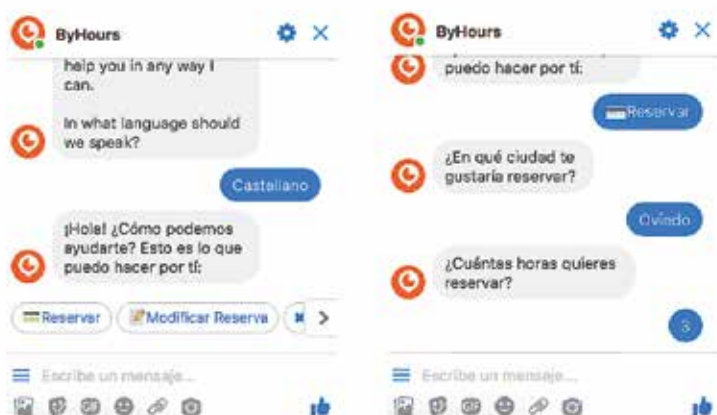 ByHours
help you in any way I
can.
In what language should
we speak?
Castellano
¡Hola! ¿Cómo podemos
ayudarte? Esto es lo que
puedo hacer por tí:
Reservar
Modificar Reserva
Escribe un mensaje...
GIF
ByHours
puedo hacer por tí:
Reservar
¿En qué ciudad te
gustaría reservar?
Oviedo
¿Cuántas horas quieres
reservar?
3
Escribe un mensaje...
GIF